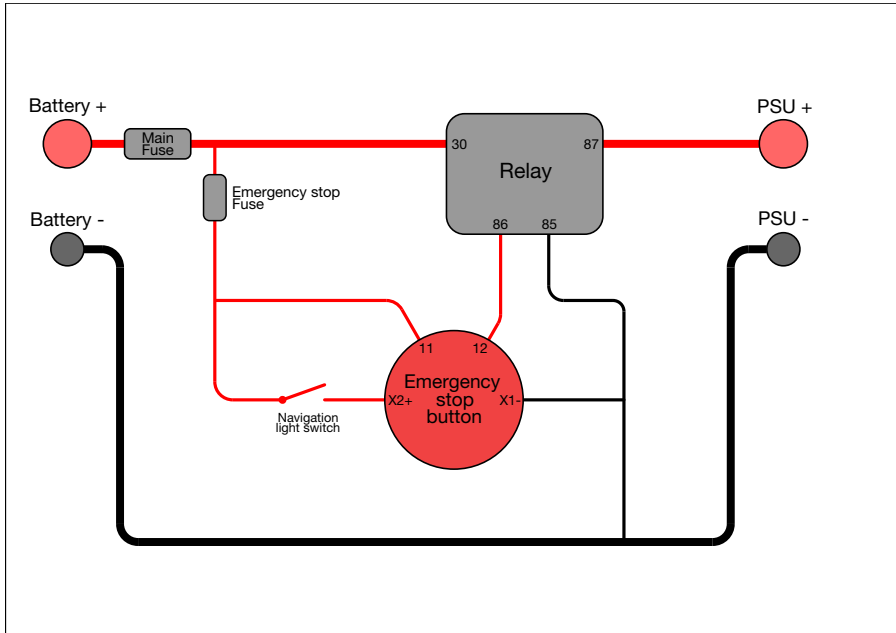 Battery +
PSU +
Main
Fuse
30
87
Relay
Emergency stop
Fuse
Battery -
86
85
PSU -
11
12
Emergency
stop
button
X2+
X1-
Navigation
light switch